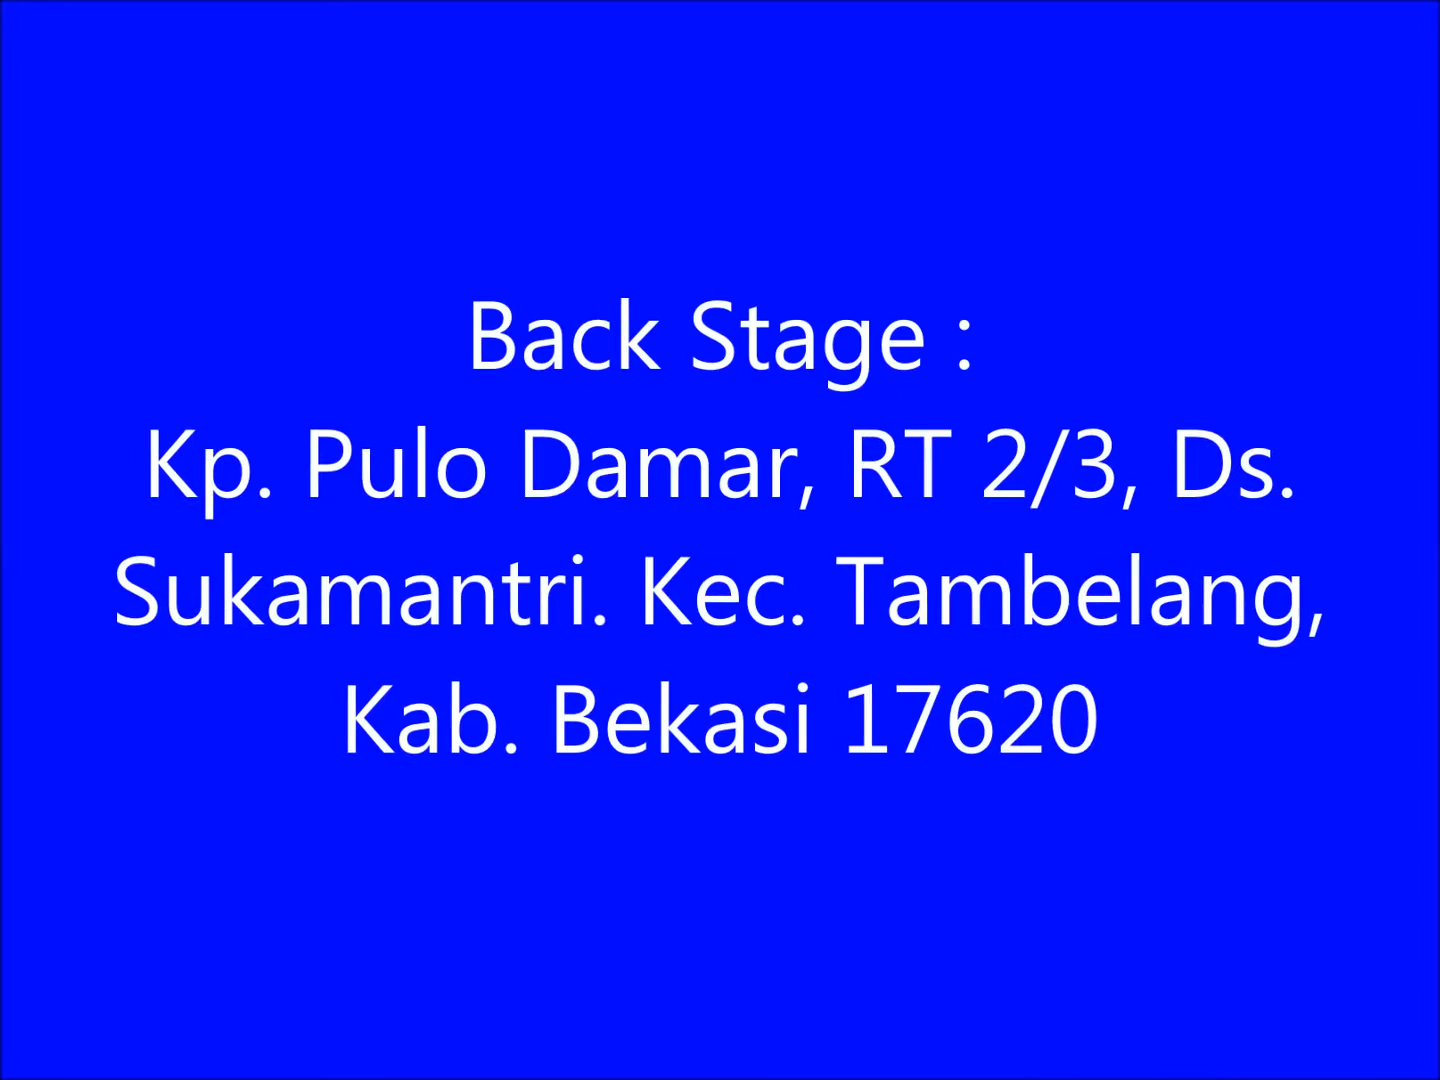 Back Stage :
Kp. Pulo Damar, RT 2/3, Ds.
Sukamantri. Kec. Tambelang,
Kab. Bekasi 17620